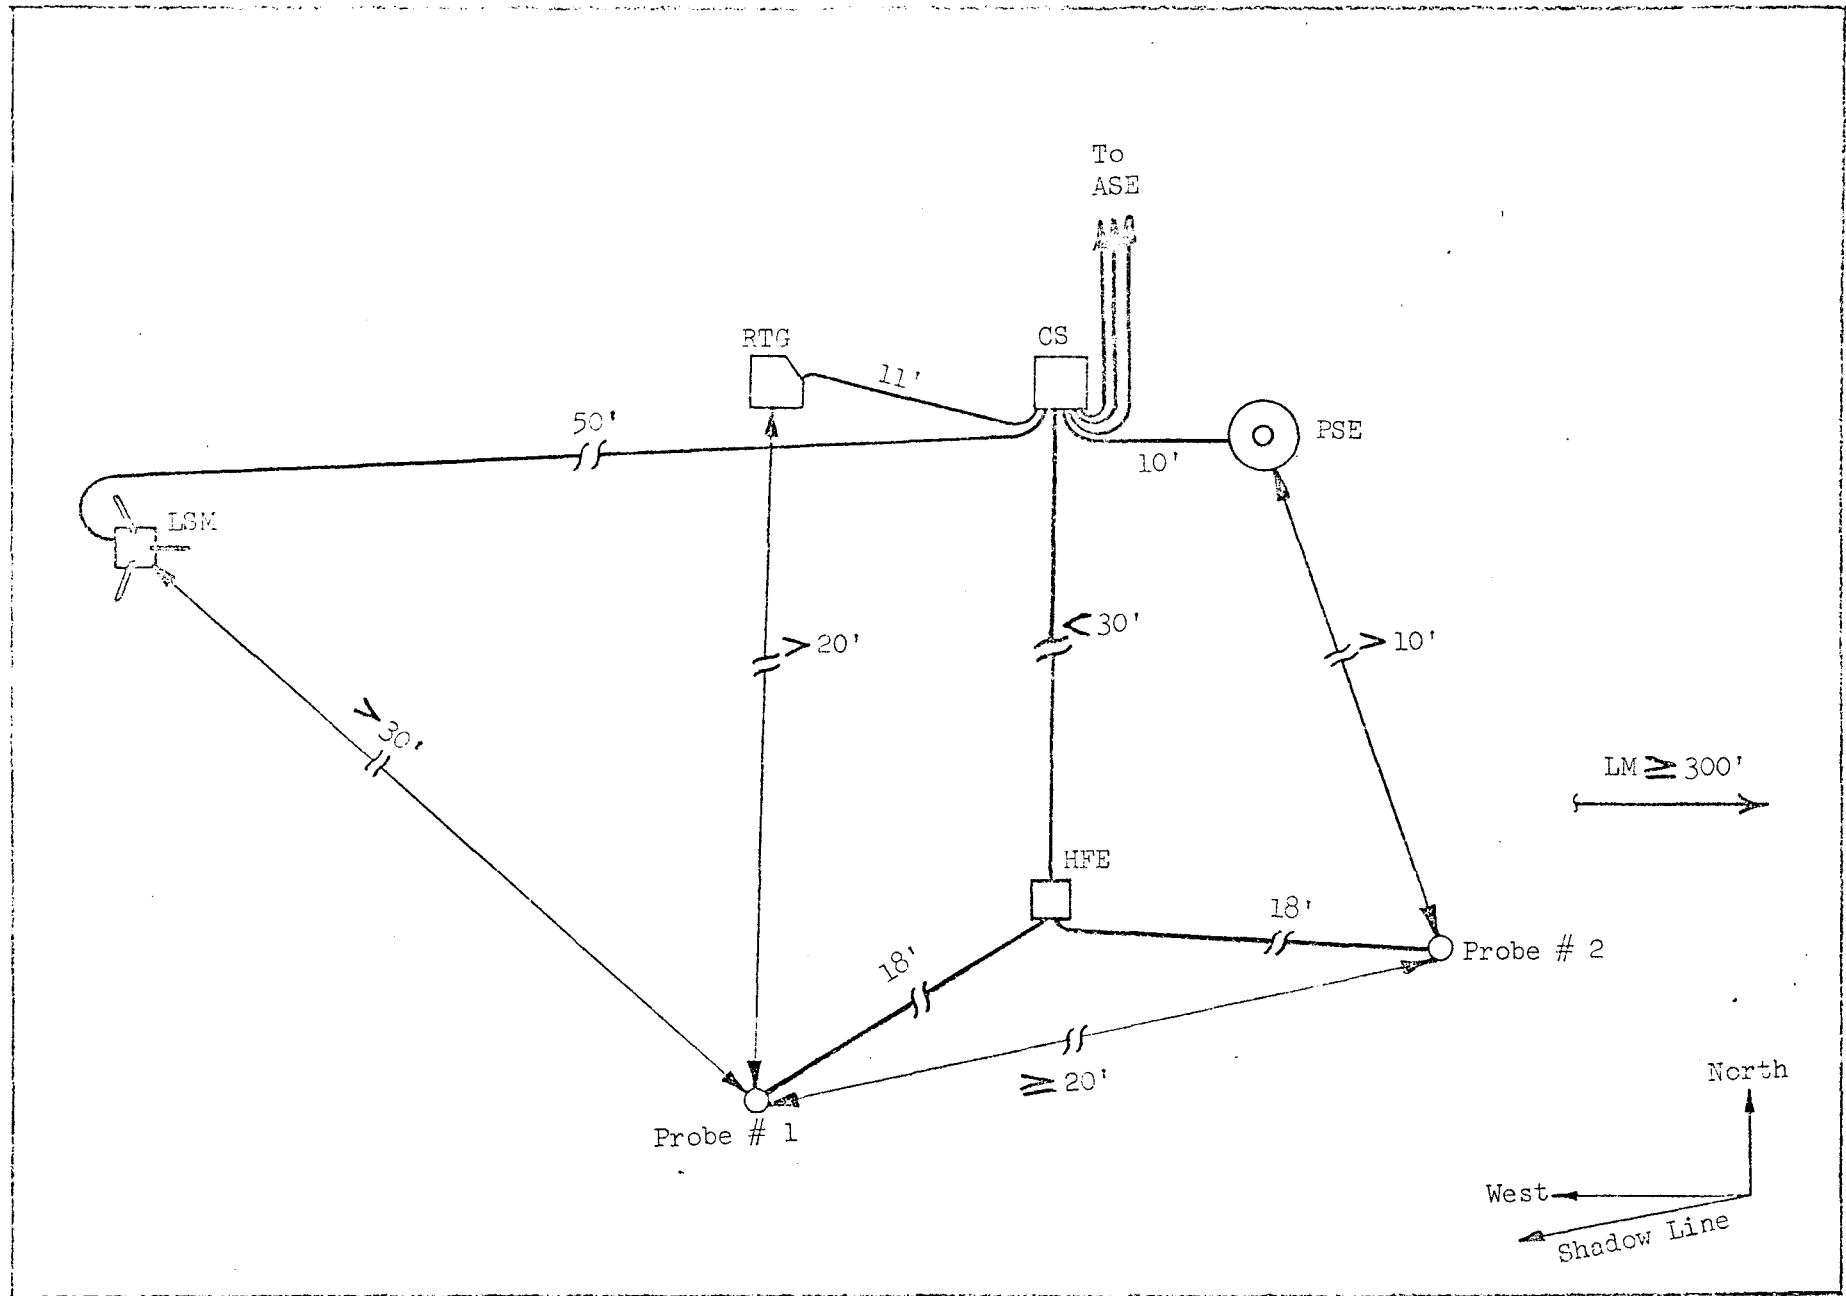 To
ASE
RTG
CS
11'
50'
PSE
10'
LSM
< 30'
> 20'
> 10'
> 30'
LM ≥ 300'
HFE
18'
18'
Probe # 2
≥ 20'
North
Probe # 1
West
Shadow Line